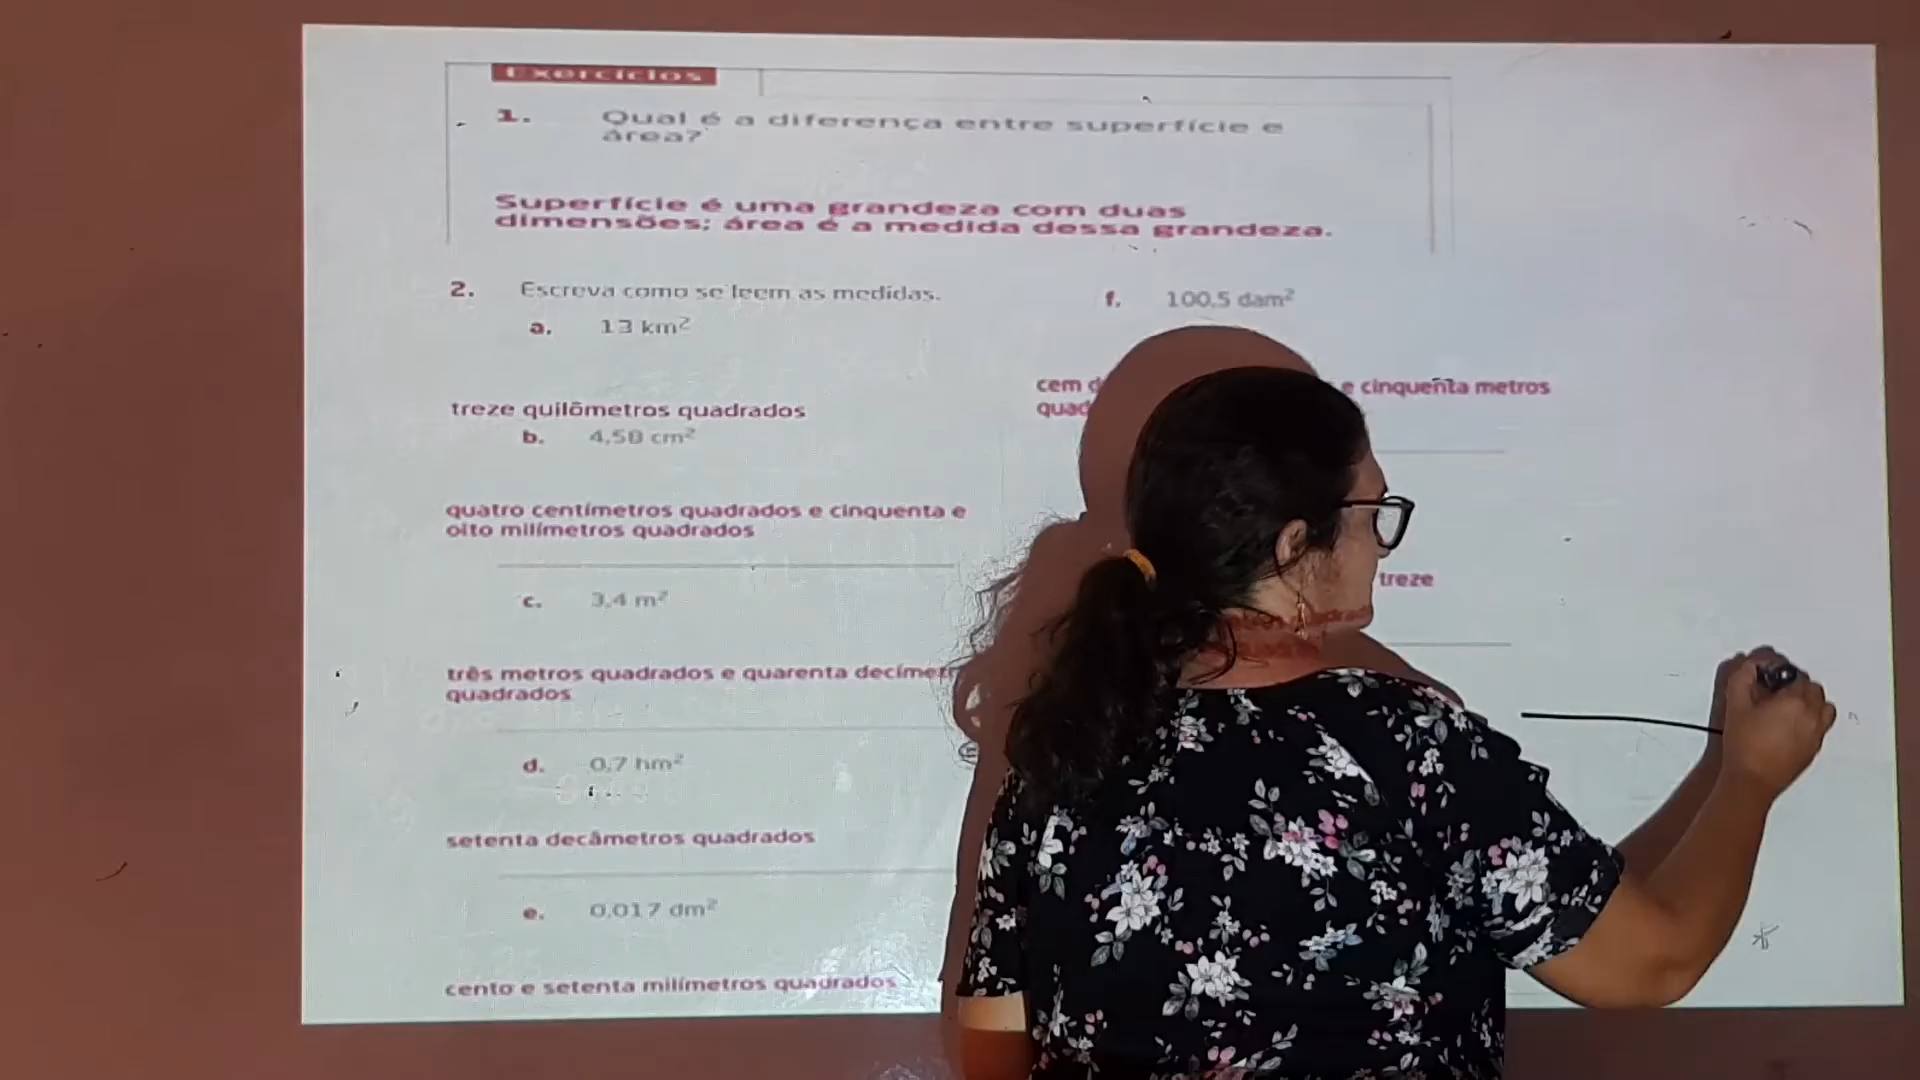 Exercícios
1. Qual é a diferença entre superfície e
área?
Superfície é uma grandeza com duas
dimensões; área é a medida dessa grandeza.
2. Escreva como se leem as medidas.
a. 13 km²
treze quilômetros quadrados
b. 4,58 cm²
quatro centímetros quadrados e cinquenta e
oito milímetros quadrados
c. 3,4 m²
três metros quadrados e quarenta
quadrados
d. 0,7 hm²
setenta decâmetros quadrados
e. 0,017 dm²
cento e setenta milímetros quadrados
f. 100,5 dam²
cem e cinquenta metros
treze